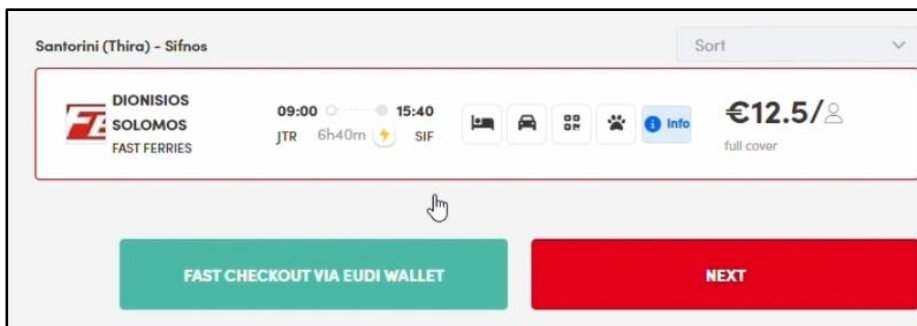 Santorini (Thira) - Sifnos
Sort
FF
DIONISIOS
SOLOMOS
FAST FERRIES
09:00
15:40
JTR
6h40m
SIF
Info
€12.5/
full cover
FAST CHECKOUT VIA EUDI WALLET
NEXT